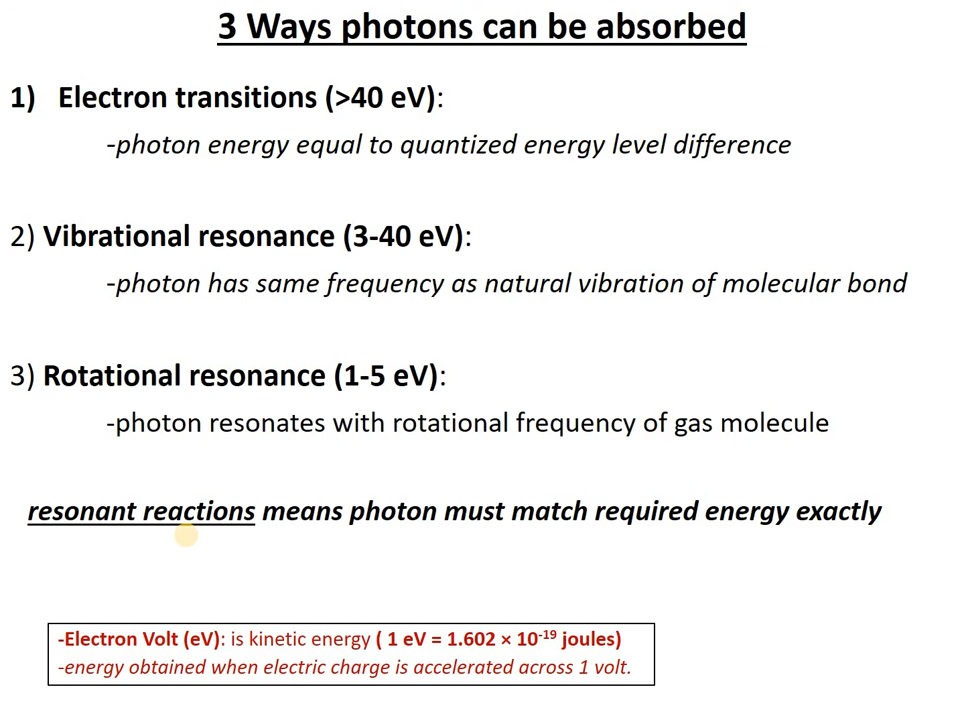 3 Ways photons can be absorbed
1) Electron transitions (>40 eV):
-photon energy equal to quantized energy level difference
2) Vibrational resonance (3-40 eV):
-photon has same frequency as natural vibration of molecular bond
3) Rotational resonance (1-5 eV):
-photon resonates with rotational frequency of gas molecule
resonant reactions means photon must match required energy exactly
-Electron Volt (eV): is kinetic energy ( 1 eV = 1.602 × 10⁻¹⁹ joules)
-energy obtained when electric charge is accelerated across 1 volt.